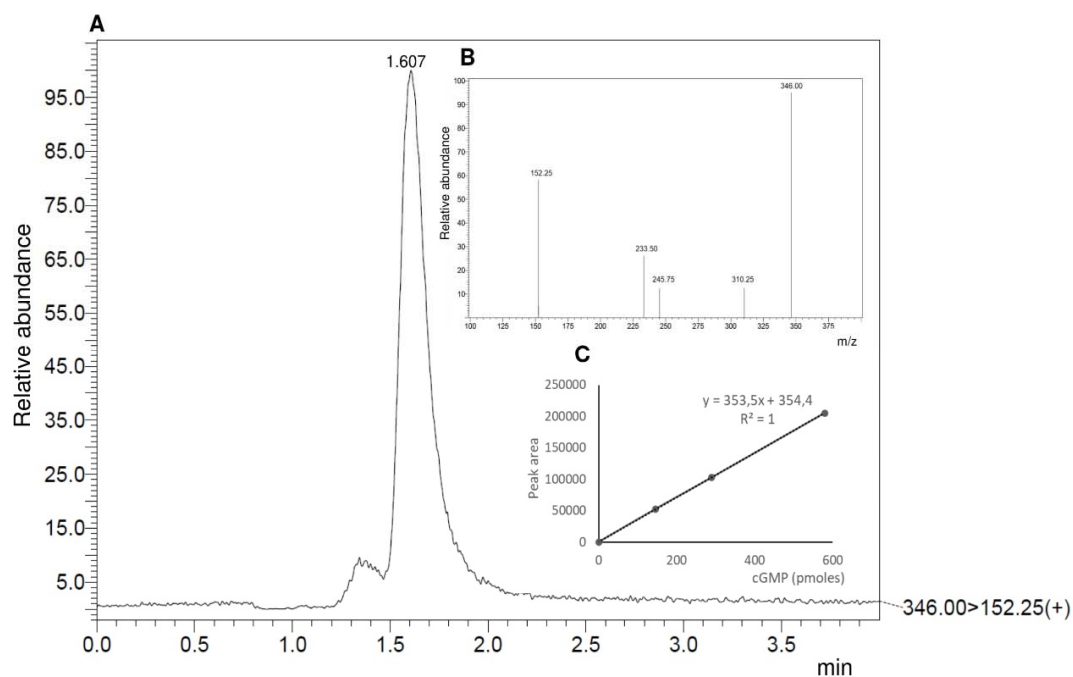 A
1.607
95.0
85.0
75.0
65.0
55.0
45.0
35.0
25.0
15.0
5.0
Relative abundance
0.0 0.5 1.0 1.5 2.0 2.5 3.0 3.5
min
346.00>152.25(+)
B
100
90
80
70
60
50
40
30
20
10
Relative abundance
152.25
233.50
245.75
310.25
346.00
100 125 150 175 200 225 250 275 300 325 350 375
m/z
C
250000
200000
150000
100000
50000
0
Peak area
y = 353,5x + 354,4
R² = 1
0 200 400 600
cGMP (pmoles)